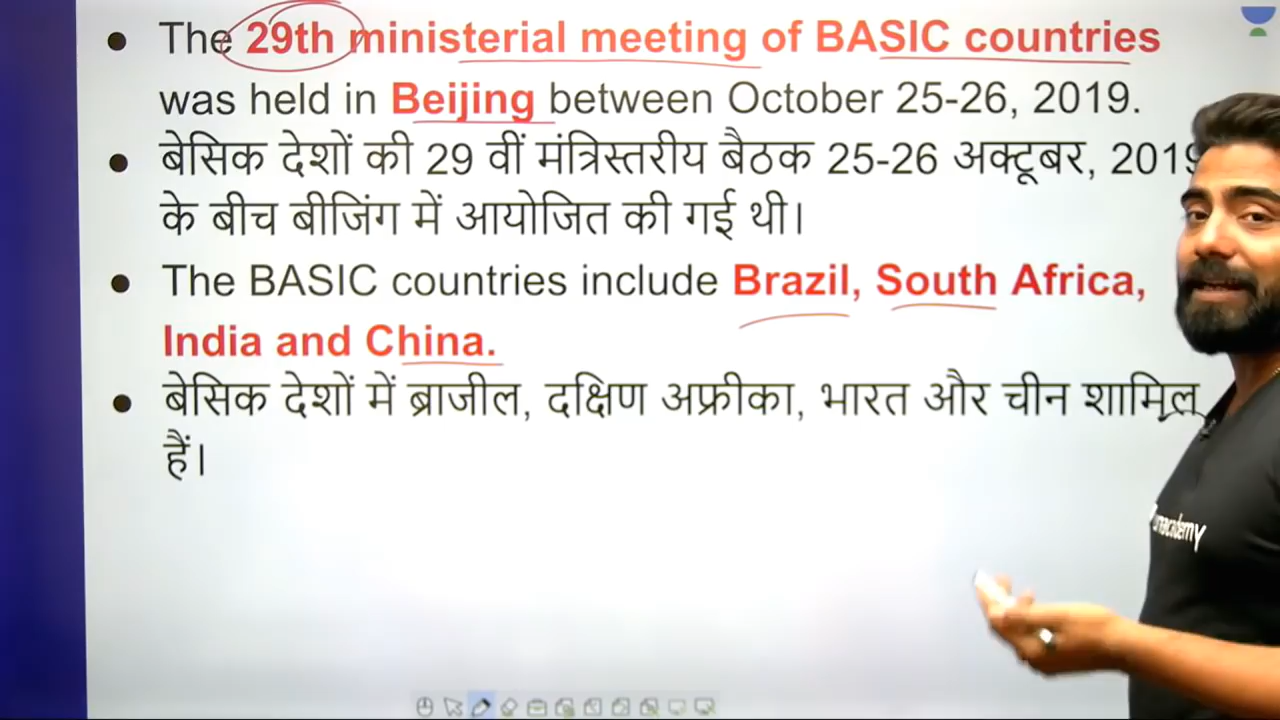 The 29th ministerial meeting of BASIC countries
was held in Beijing between October 25-26, 2019.
बेसिक देशों की 29 वीं मंत्रिस्तरीय बैठक 25-26 अक्टूबर, 2019
के बीच बीजिंग में आयोजित की गई थी।
The BASIC countries include Brazil, South Africa,
India and China.
बेसिक देशों में ब्राजील, दक्षिण अफ्रीका, भारत और चीन शामिल
हैं।
unacademy